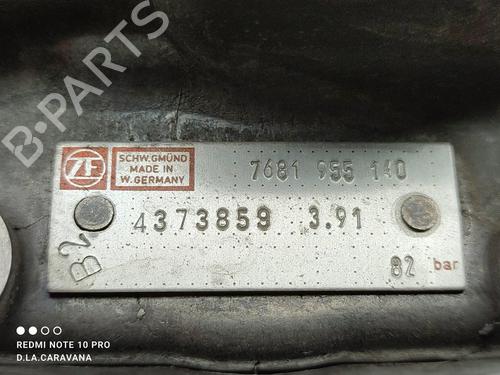 B-PARTS
ZF
SCHW.GMÜND
MADE IN
W. GERMANY
7681 955 140
4373859 3.91
B2
82 bar
REDMI NOTE 10 PRO
D.L.A. CARAVANA